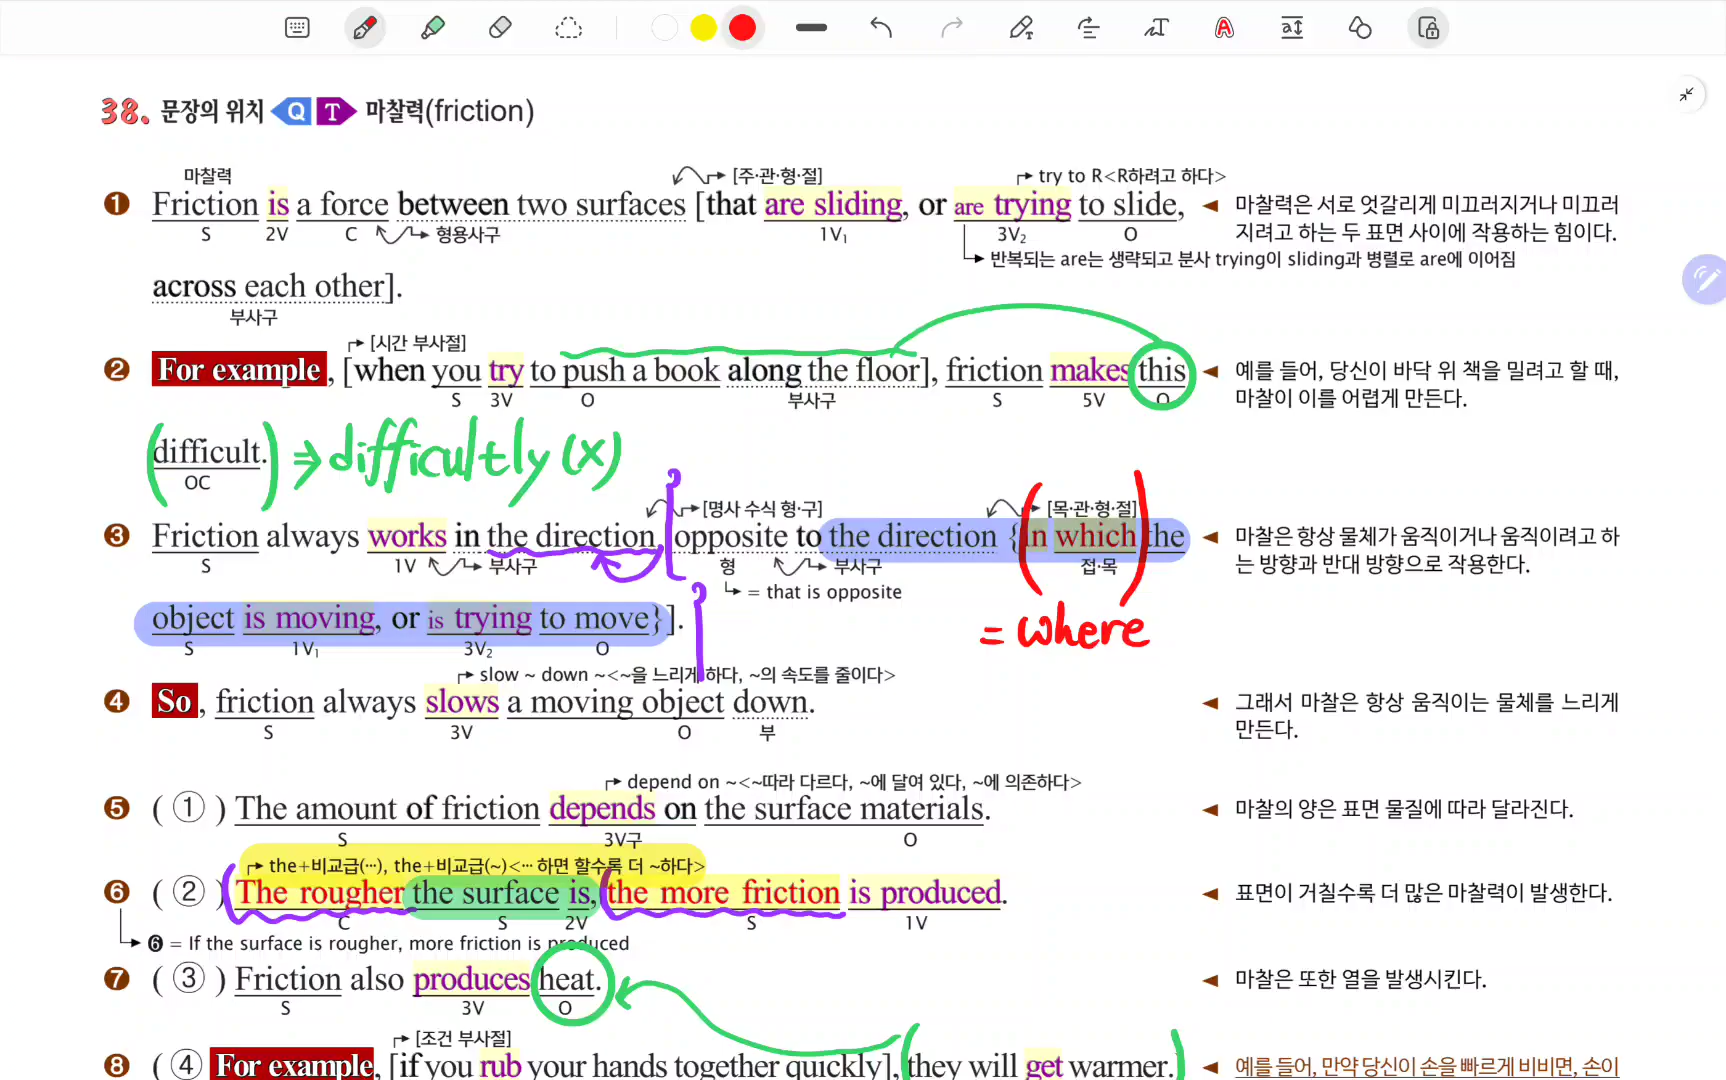 38. 문장의 위치 Q T 마찰력(friction)
마찰력 [주·관·형·절] try to R<R하려고 하다>
❶ Friction is a force between two surfaces [that are sliding, or are trying to slide, ◀ 마찰력은 서로 엇갈리게 미끄러지거나 미끄러
S 2V C 형용사구 1V₁ 3V₂ O 지려고 하는 두 표면 사이에 작용하는 힘이다.
반복되는 are는 생략되고 분사 trying이 sliding과 병렬로 are에 이어짐
across each other].
부사구
[시간 부사절]
❷ For example, [when you try to push a book along the floor], friction makes this ◀ 예를 들어, 당신이 바닥 위 책을 밀려고 할 때,
S 3V O 부사구 S 5V O 마찰이 이를 어렵게 만든다.
(difficult.) ⇒ difficultly (X)
OC
[명사 수식 형·구] [목·관·형·절]
❸ Friction always works in the direction [opposite to the direction {in which the ◀ 마찰은 항상 물체가 움직이거나 움직이려고 하
S 1V 부사구 형 부사구 접·목 는 방향과 반대 방향으로 작용한다.
= that is opposite
object is moving, or is trying to move}]. = where
S 1V₁ 3V₂ O
slow ~ down ~<~을 느리게 하다, ~의 속도를 줄이다>
❹ So, friction always slows a moving object down. ◀ 그래서 마찰은 항상 움직이는 물체를 느리게
S 3V O 부 만든다.
depend on ~<~따라 다르다, ~에 달여 있다, ~에 의존하다>
❺ ( ① ) The amount of friction depends on the surface materials. ◀ 마찰의 양은 표면 물질에 따라 달라진다.
S 3V구 O
the+비교급(···), the+비교급(~)<··· 하면 할수록 더 ~하다>
❻ ( ② ) The rougher the surface is, the more friction is produced. ◀ 표면이 거칠수록 더 많은 마찰력이 발생한다.
C S 2V S 1V
❻ = If the surface is rougher, more friction is produced
❼ ( ③ ) Friction also produces heat. ◀ 마찰은 또한 열을 발생시킨다.
S 3V O
[조건 부사절]
❽ ( ④ For example, [if you rub your hands together quickly], (they will get warmer.) ◀ 예를 들어, 만약 당신이 손을 빠르게 비비면, 손이